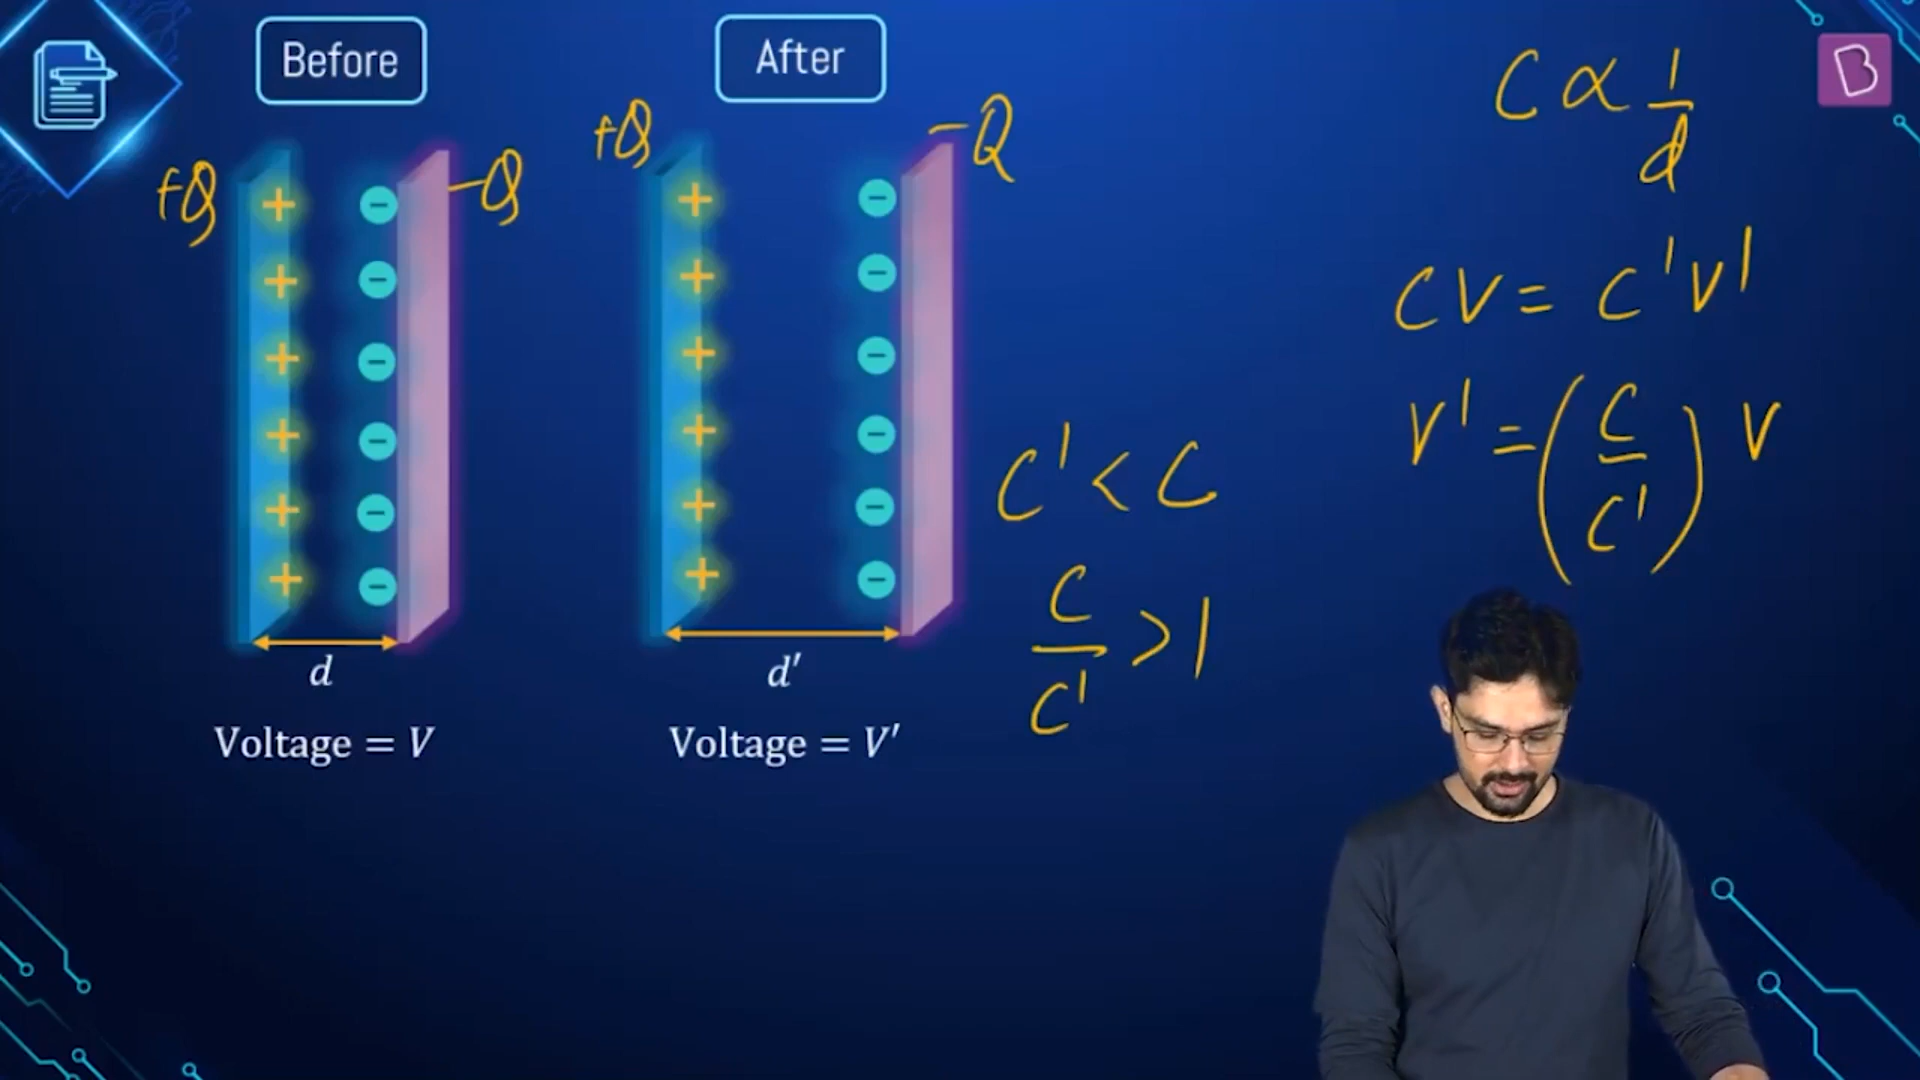 Before
After
+Q
-Q
+Q
-Q
+ + + + + +
- - - - - -
+ + + + + +
- - - - - -
d
d′
Voltage = V
Voltage = V′
C ∝ 1/d
CV = C'V'
V' = (C/C') V
C' < C
C/C' > 1
B